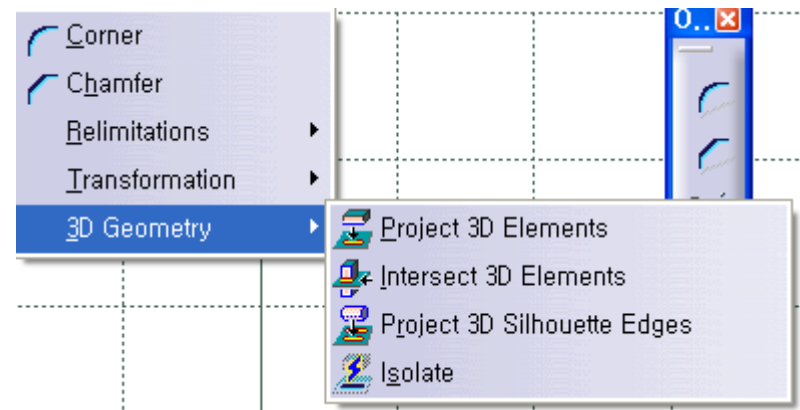 Corner
Chamfer
Relimitations
Transformation
3D Geometry
Project 3D Elements
Intersect 3D Elements
Project 3D Silhouette Edges
Isolate
O..